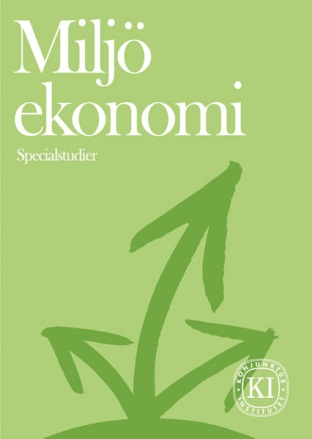 Miljö
ekonomi
Specialstudier
KONJUNKTUR
KI
INSTITUTET